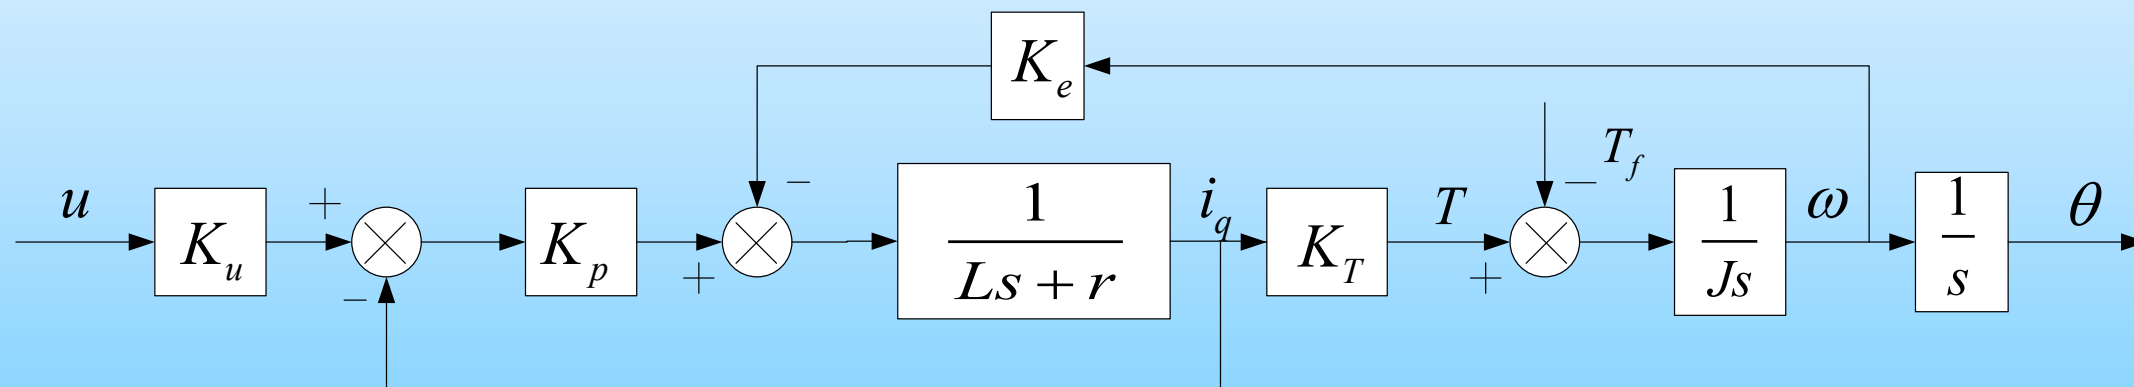 K_e
T_f
u
K_u
+
−
K_p
+
−
1/(Ls + r)
i_q
K_T
T
+
−
1/(Js)
ω
1/s
θ